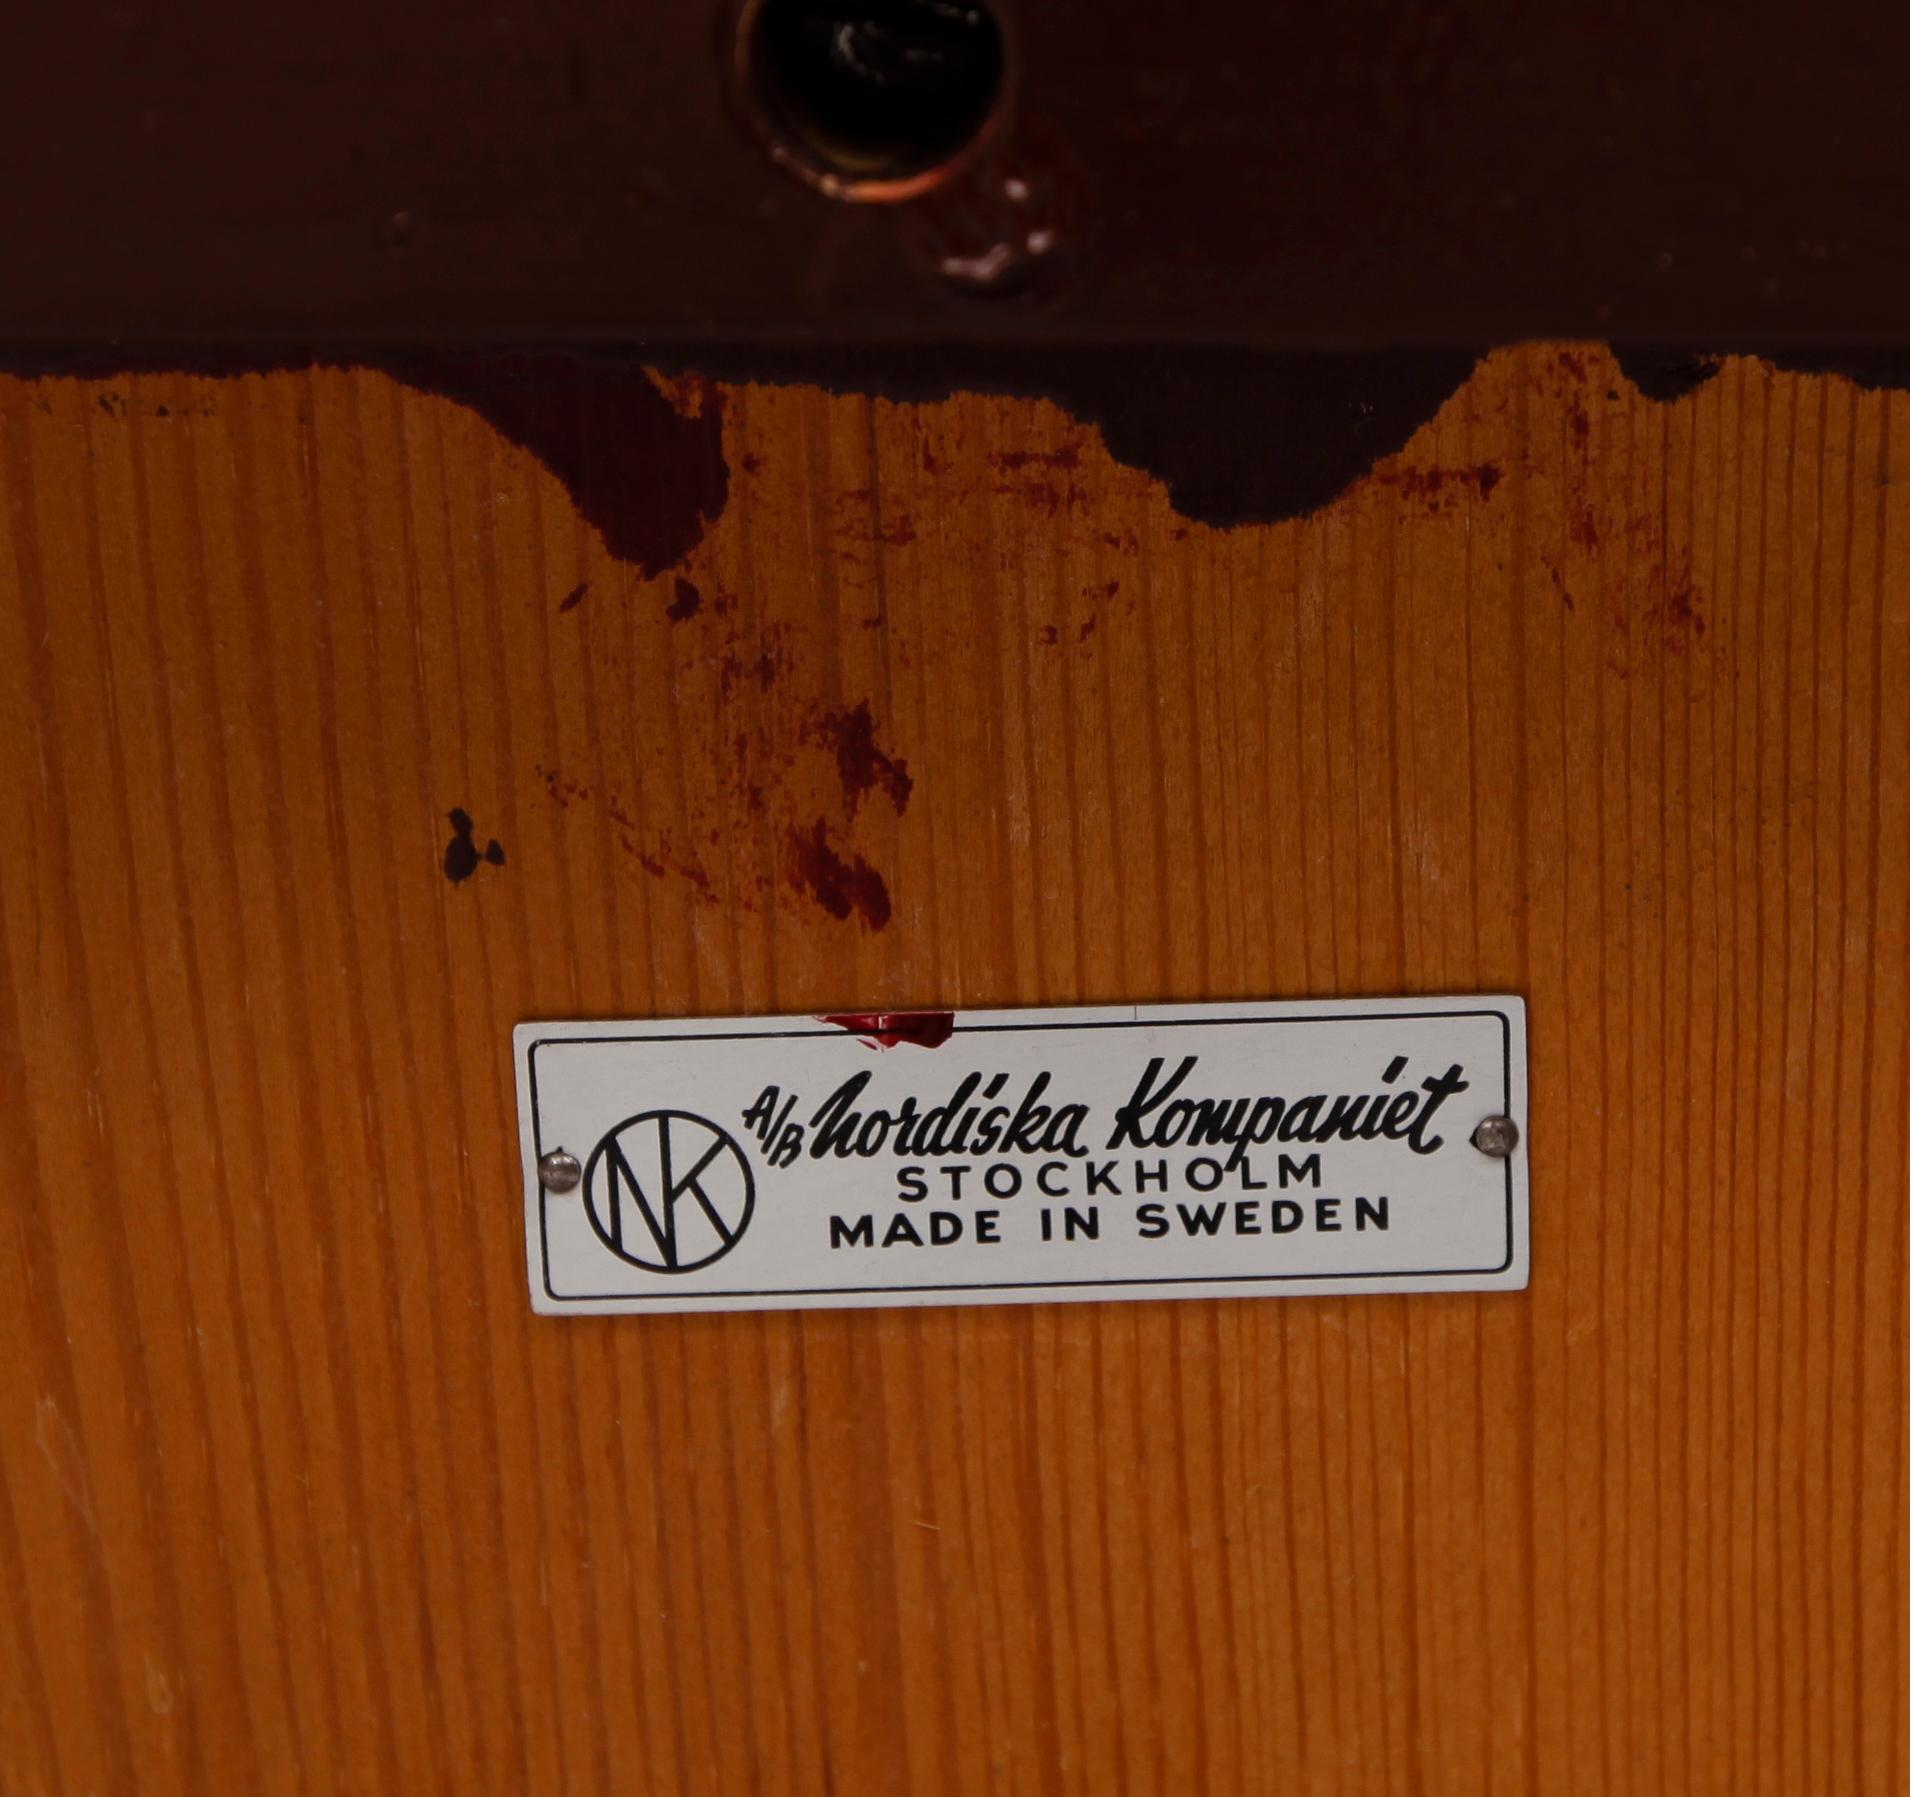 NK
A/B Nordiska Kompaniet
STOCKHOLM
MADE IN SWEDEN